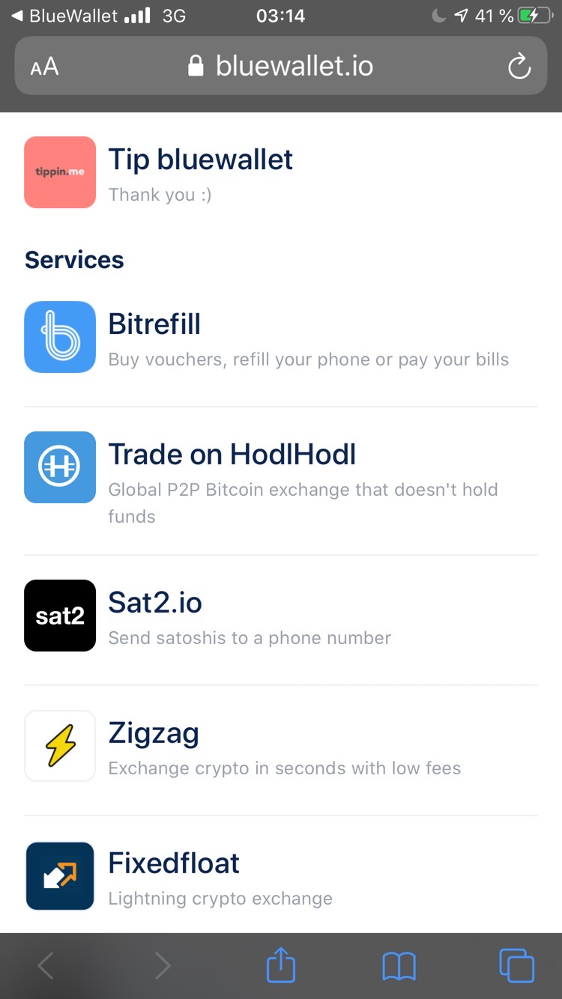 BlueWallet 3G 03:14 41 %
AA bluewallet.io
tippin.me
Tip bluewallet
Thank you :)
Services
Bitrefill
Buy vouchers, refill your phone or pay your bills
Trade on HodlHodl
Global P2P Bitcoin exchange that doesn't hold
funds
sat2
Sat2.io
Send satoshis to a phone number
Zigzag
Exchange crypto in seconds with low fees
Fixedfloat
Lightning crypto exchange